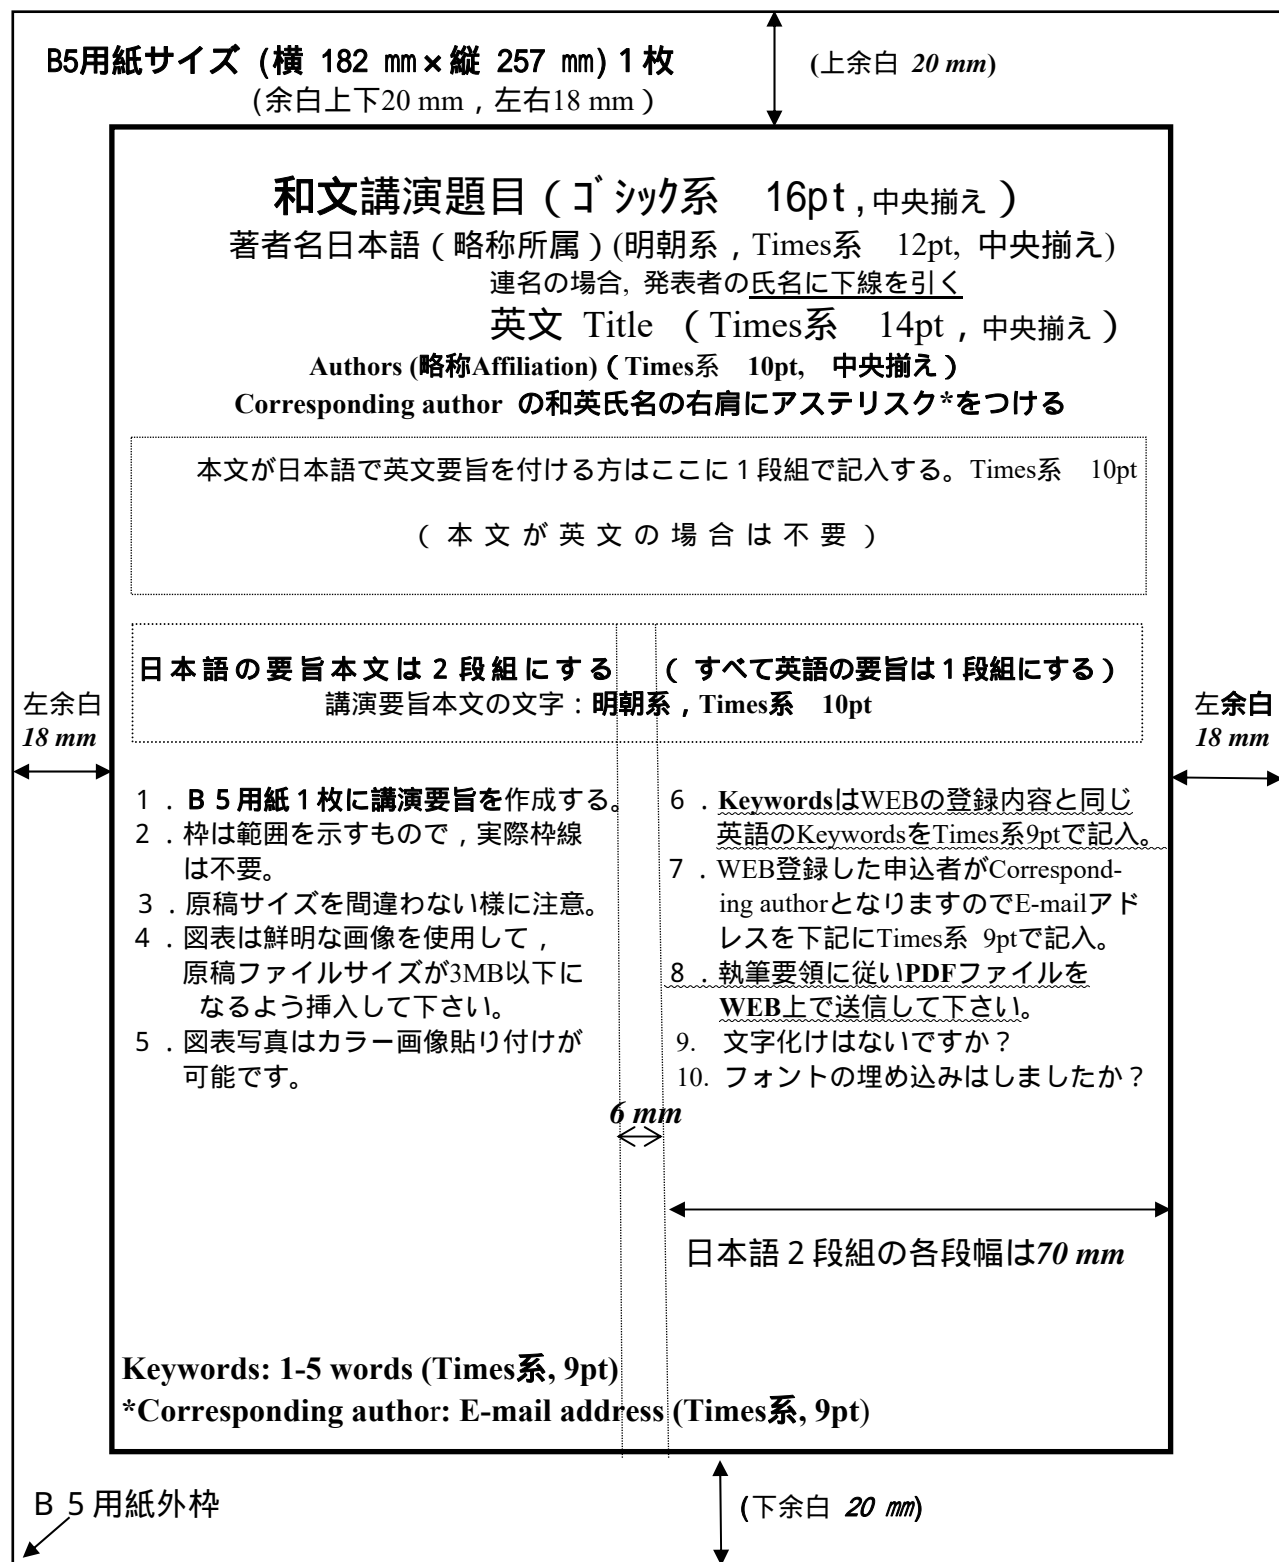 B5用紙サイズ (横 182 mm×縦 257 mm) 1 枚
(余白上下20 mm，左右18 mm )
(上余白 20 mm)
和文講演題目（ｺﾞｼｯｸ系　16pt, 中央揃え ）
著者名日本語（略称所属）(明朝系，Times系　12pt, 中央揃え)
連名の場合, 発表者の氏名に下線を引く
英文 Title （Times系　14pt，中央揃え ）
Authors (略称Affiliation)（Times系　10pt,　中央揃え ）
Corresponding author の和英氏名の右肩にアステリスク*をつける
本文が日本語で英文要旨を付ける方はここに１段組で記入する。Times系　10pt
（ 本 文 が 英 文 の 場 合 は 不 要 ）
日本語の要旨本文は２段組にする　（ すべて英語の要旨は１段組にする）
講演要旨本文の文字：明朝系，Times系　10pt
左余白
18 mm
左余白
18 mm
１．Ｂ５用紙１枚に講演要旨を作成する。
２．枠は範囲を示すもので，実際枠線
は不要。
３．原稿サイズを間違わない様に注意。
４．図表は鮮明な画像を使用して，
原稿ファイルサイズが3MB以下に
なるよう挿入して下さい。
５．図表写真はカラー画像貼り付けが
可能です。
６．KeywordsはWEBの登録内容と同じ
英語のKeywordsをTimes系9ptで記入。
７．WEB登録した申込者がCorrespond-
ing authorとなりますのでE-mailアド
レスを下記にTimes系 9ptで記入。
８．執筆要領に従いPDFファイルを
WEB上で送信して下さい。
9.　文字化けはないですか？
10. フォントの埋め込みはしましたか？
6 mm
日本語２段組の各段幅は70 mm
Keywords: 1-5 words (Times系, 9pt)
*Corresponding author: E-mail address (Times系, 9pt)
Ｂ５用紙外枠
(下余白 20 mm)